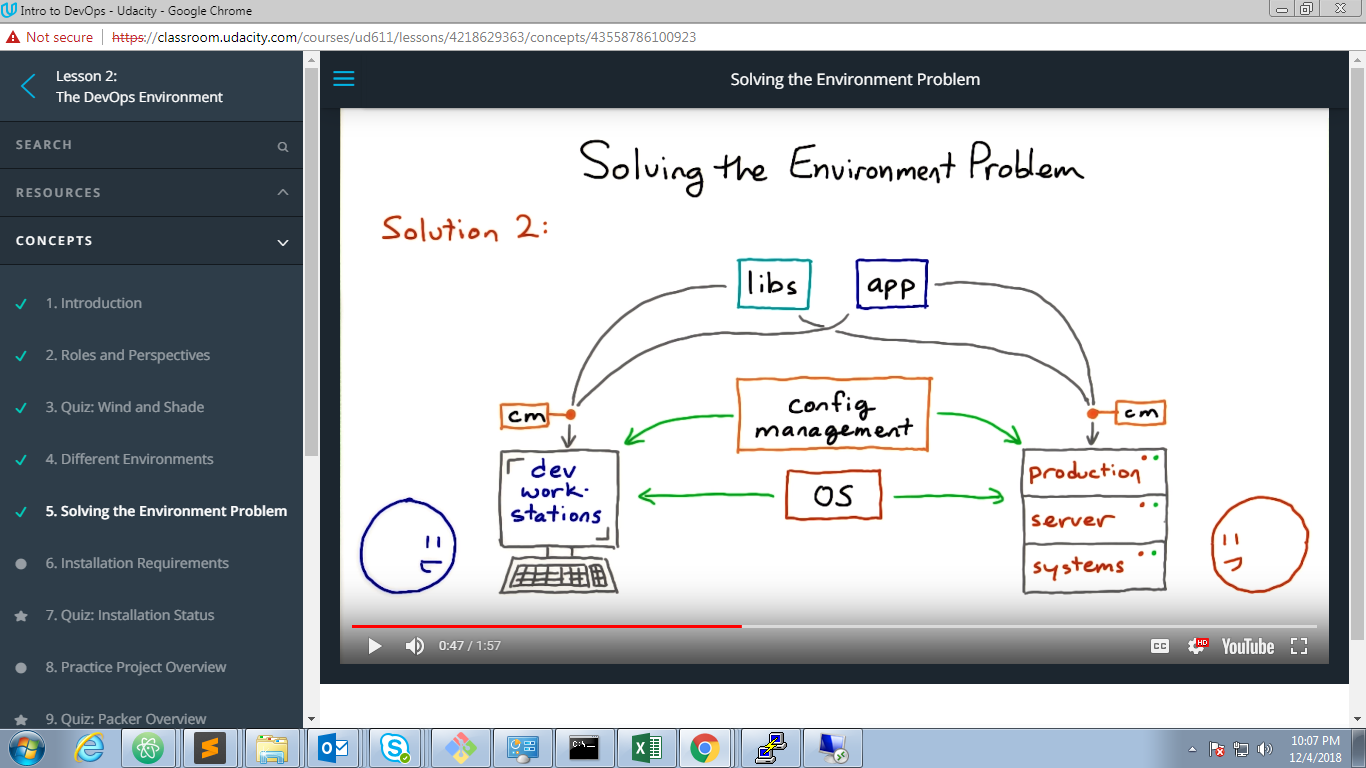 Intro to DevOps - Udacity - Google Chrome
Not secure
https://classroom.udacity.com/courses/ud611/lessons/4218629363/concepts/43558786100923
Lesson 2:
The DevOps Environment
SEARCH
RESOURCES
CONCEPTS
1. Introduction
2. Roles and Perspectives
3. Quiz: Wind and Shade
4. Different Environments
5. Solving the Environment Problem
6. Installation Requirements
7. Quiz: Installation Status
8. Practice Project Overview
9. Quiz: Packer Overview
Solving the Environment Problem
Solving the Environment Problem
Solution 2:
libs
app
cm
config
management
cm
dev
work-
stations
OS
production
server
systems
0:47 / 1:57
CC
HD
YouTube
10:07 PM
12/4/2018